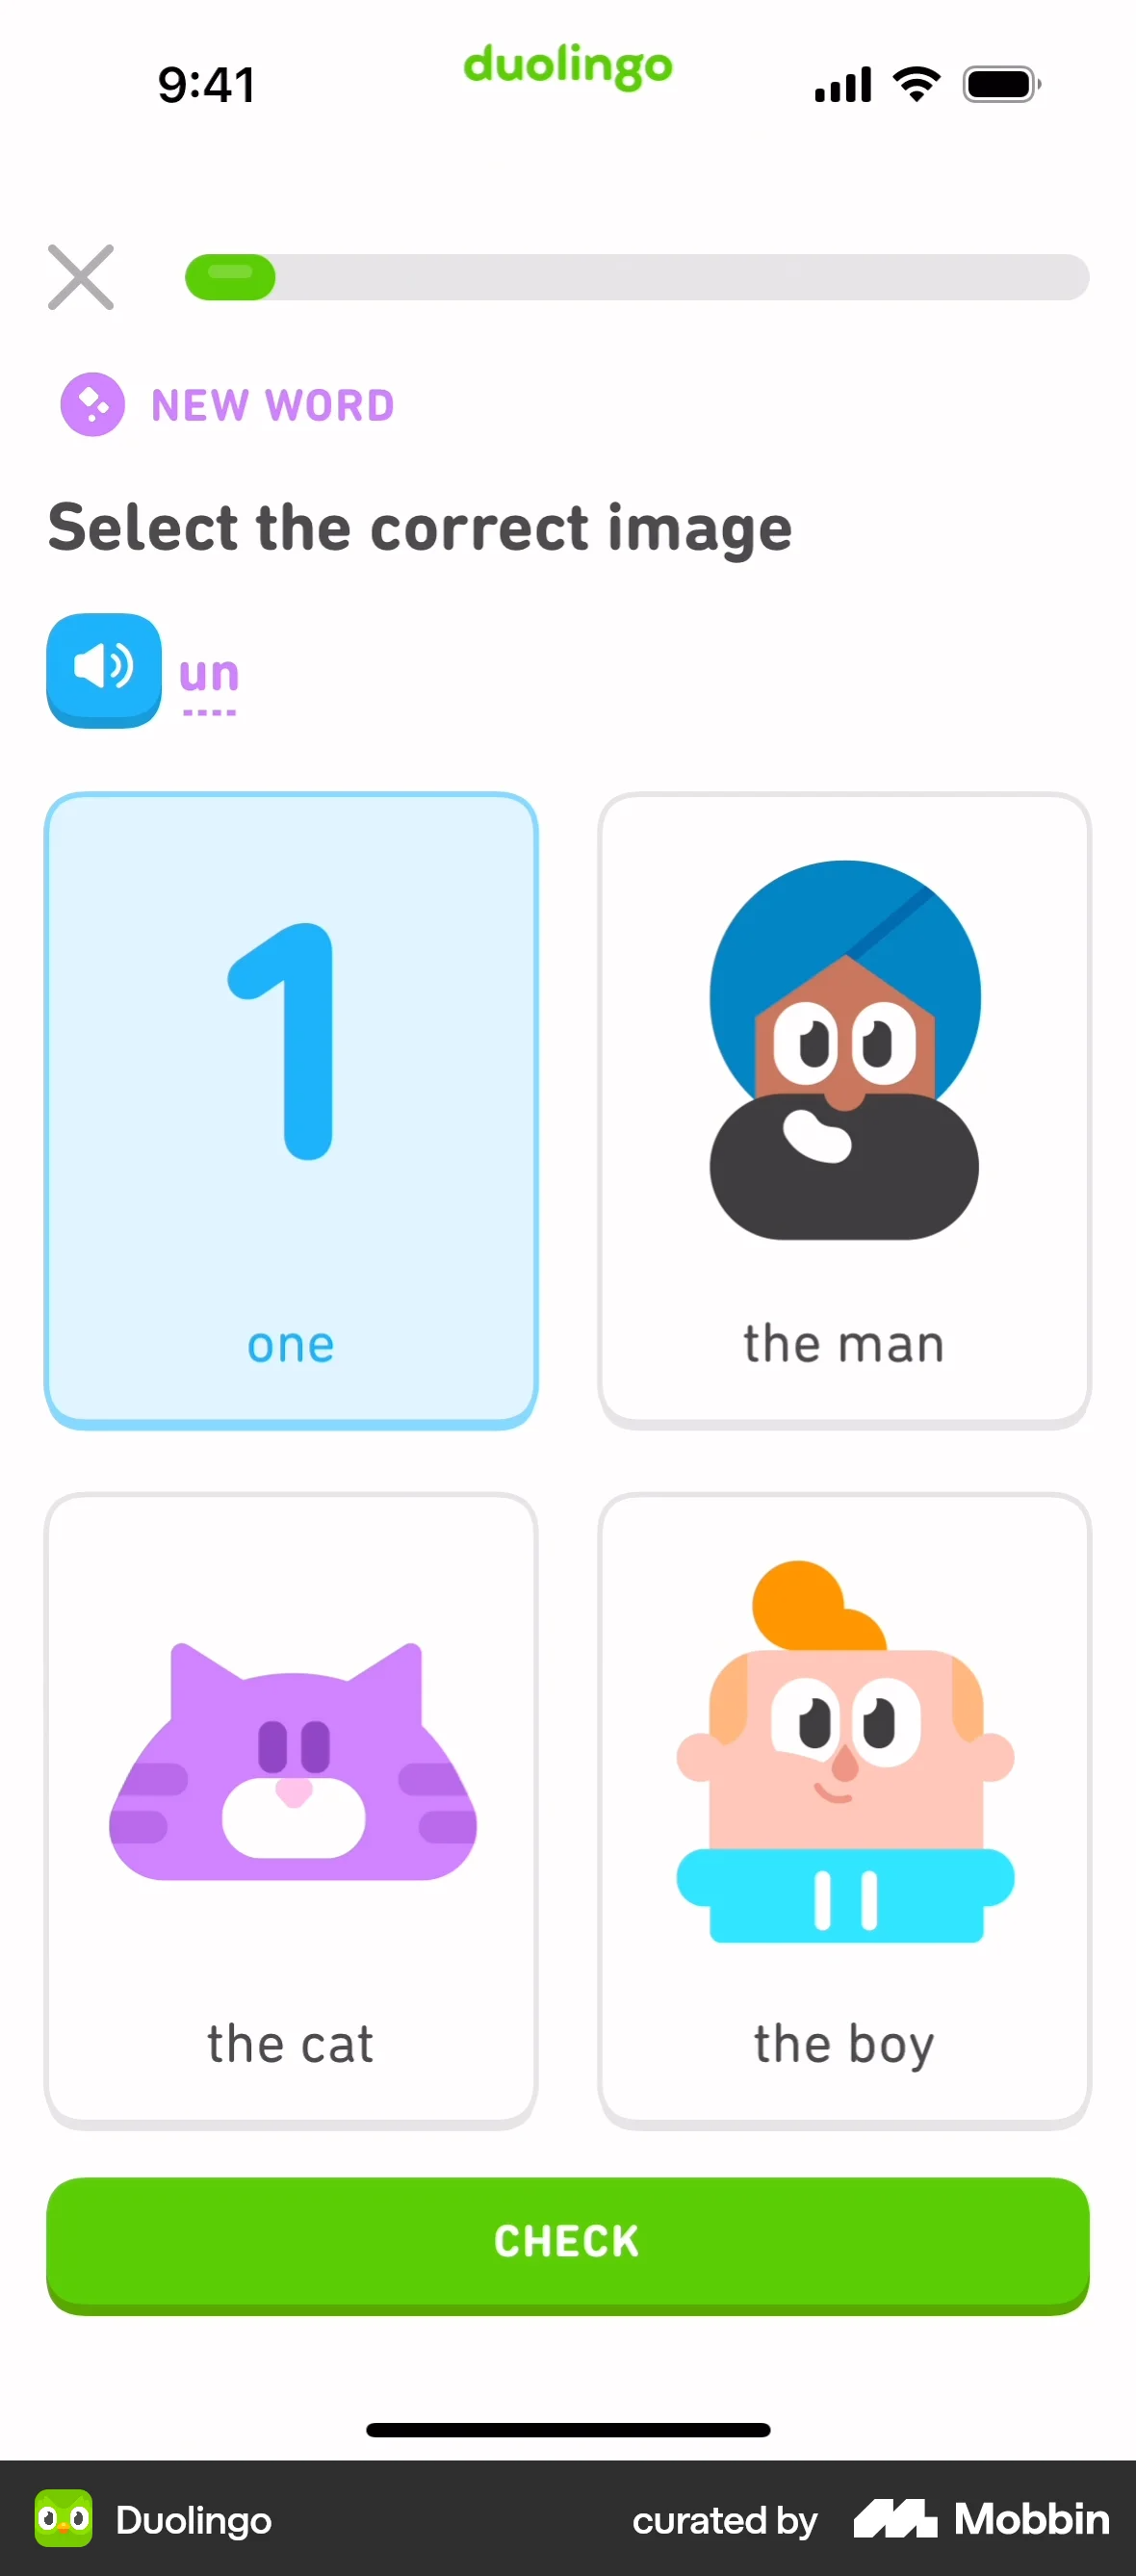 9:41
duolingo
NEW WORD
Select the correct image
un
1
one
the man
the cat
the boy
CHECK
Duolingo
curated by Mobbin